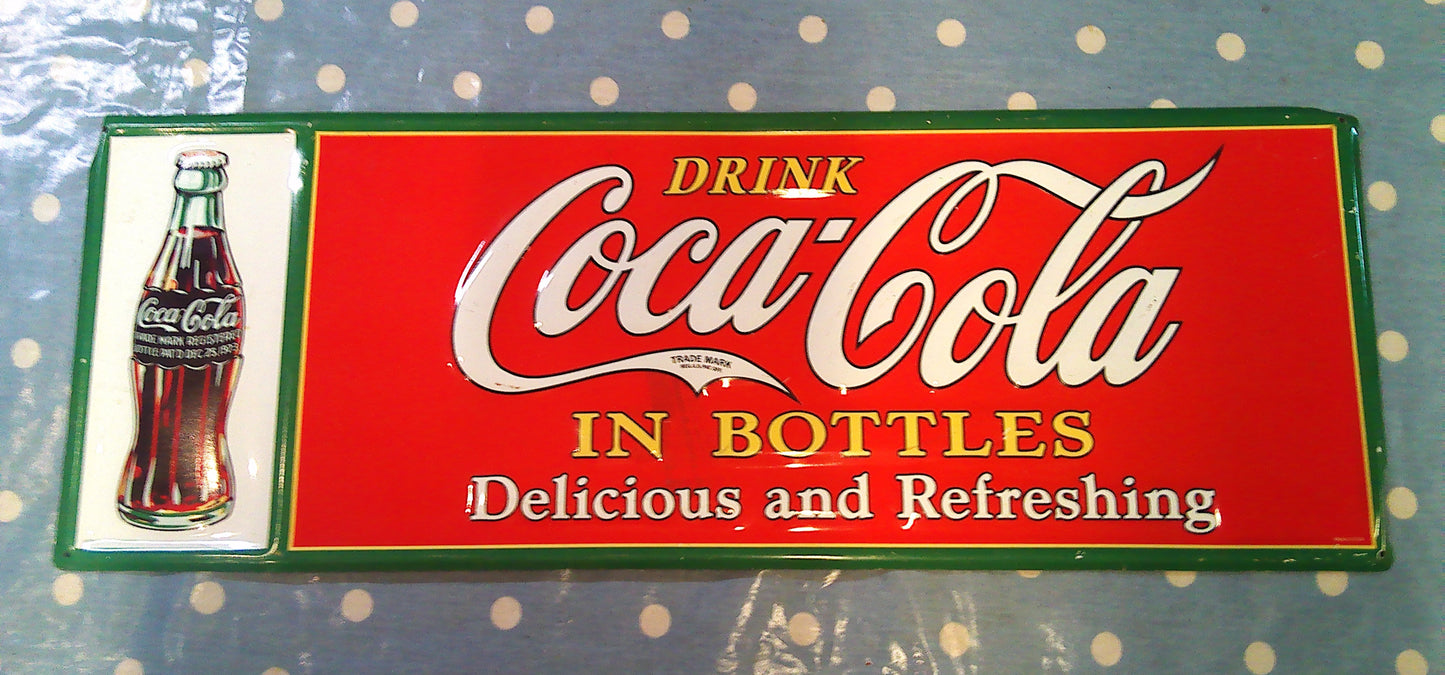 Coca-Cola
TRADE MARK REGISTERED
BOTTLE PAT'D DEC. 25, 1923
DRINK
Coca-Cola
TRADE MARK
IN BOTTLES
Delicious and Refreshing